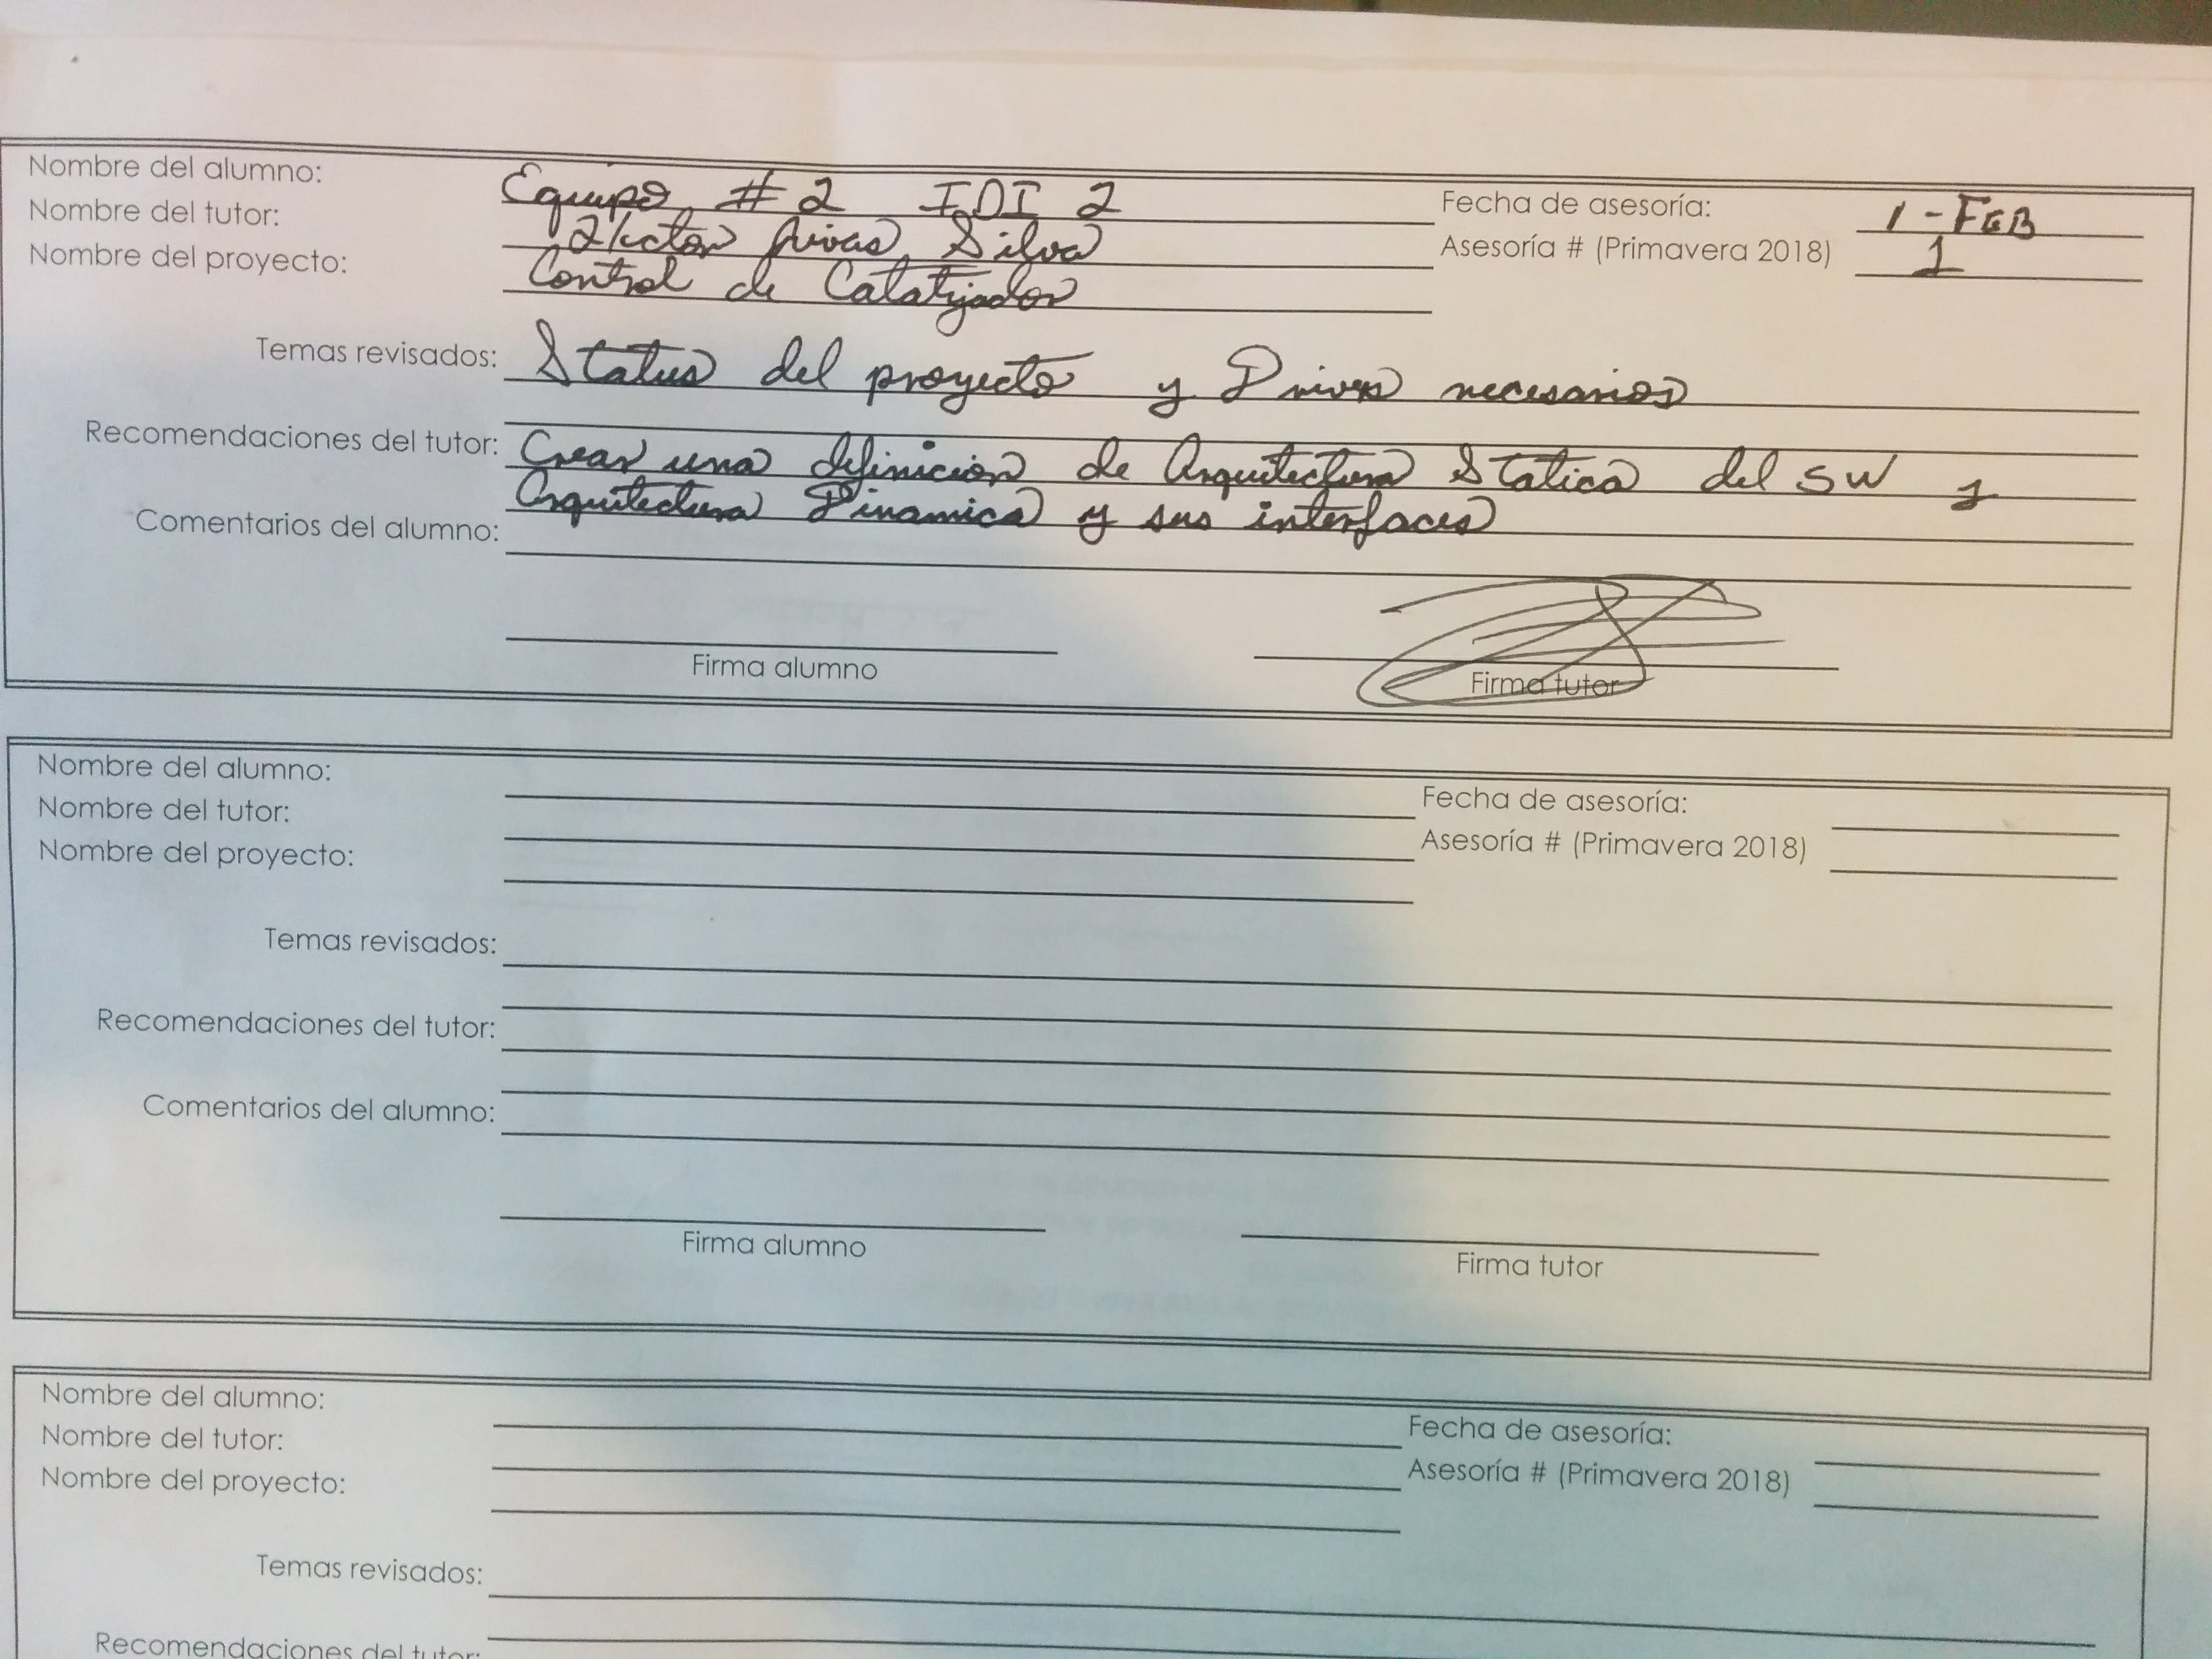 Nombre del alumno: Equipo #2 IDI 2 Fecha de asesoría: 1-FEB
Nombre del tutor: Rivas Silva Asesoría # (Primavera 2018) 1
Nombre del proyecto: Control de
Temas revisados: Status del proyecto y necesarios
Recomendaciones del tutor: Crear una definicion de Arquitectura Statica del SW y
Arquitectura Dinamica y sus interfaces
Comentarios del alumno:
Firma alumno Firma tutor
Nombre del alumno: Fecha de asesoría:
Nombre del tutor: Asesoría # (Primavera 2018)
Nombre del proyecto:
Temas revisados:
Recomendaciones del tutor:
Comentarios del alumno:
Firma alumno Firma tutor
Nombre del alumno: Fecha de asesoría:
Nombre del tutor: Asesoría # (Primavera 2018)
Nombre del proyecto:
Temas revisados:
Recomendaciones del tutor: